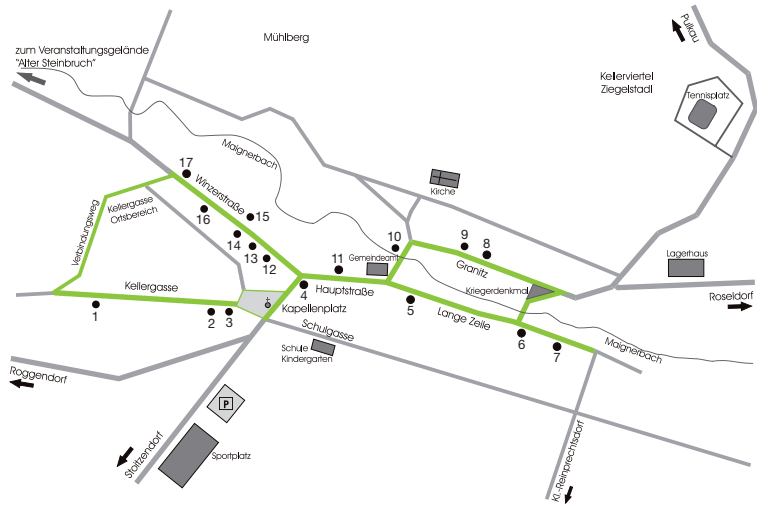 Mühlberg
zum Veranstaltungsgelände
"Alter Steinbruch"
Pulkau
Kellerviertel
Ziegelstadl
Tennisplatz
Maignerbach
17
Kirche
Winzerstraße
Kellergasse
Ortsbereich
Verbindungsweg
16
15
14
13
12
11
10
9
8
Gemeindeamt
Granitz
Lagerhaus
Kriegerdenkmal
Kellergasse
4
Hauptstraße
Roseldorf
1
2
3
Kapellenplatz
5
Lange Zeile
Schulgasse
6
7
Maignerbach
Schule
Kindergarten
Roggendorf
P
Stoitzendorf
Sportplatz
Kl.-Reinprechtsdorf